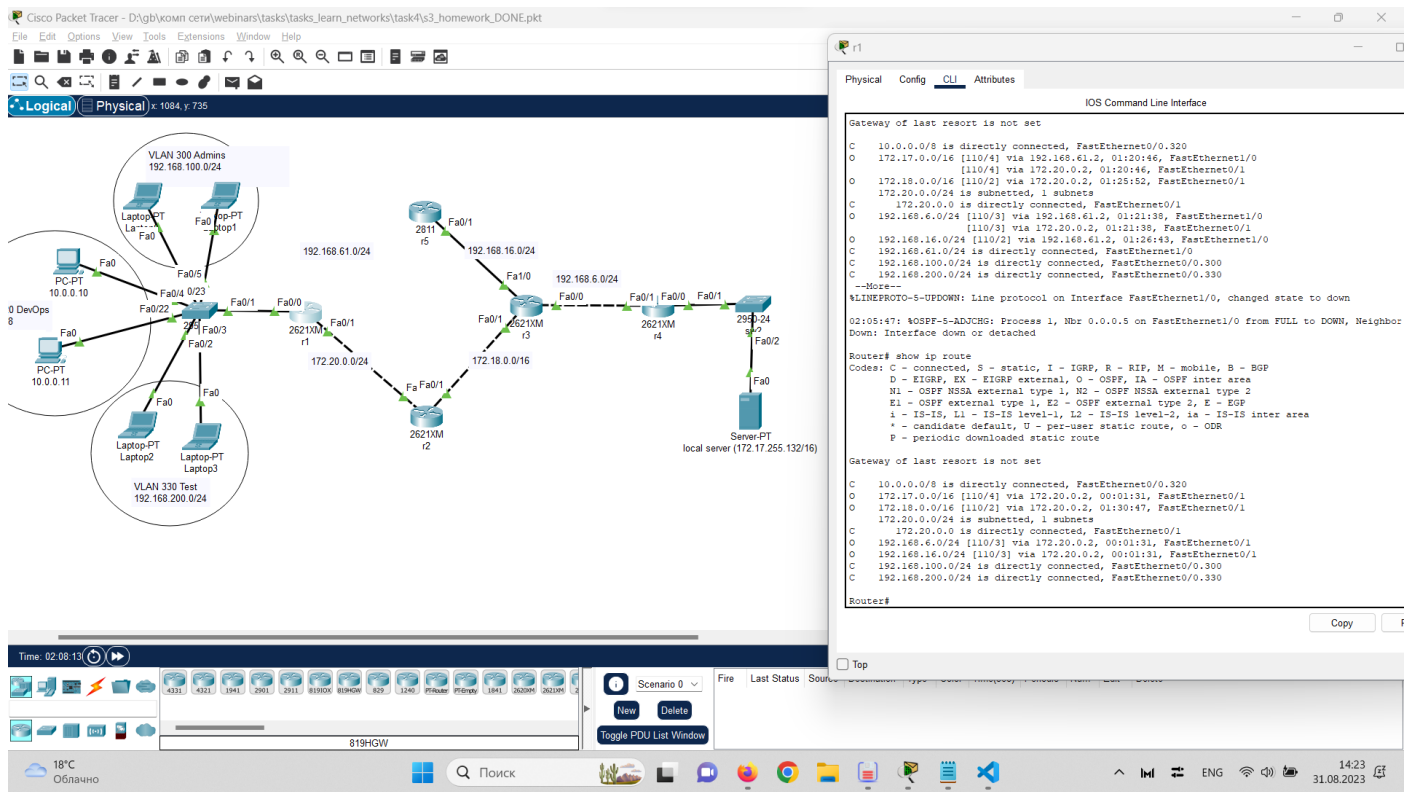 Cisco Packet Tracer - D:\gb\комп сети\webinars\tasks\tasks_learn_networks\task4\s3_homework_DONE.pkt
File Edit Options View Tools Extensions Window Help
Logical Physical x: 1084, y: 735
VLAN 300 Admins
192.168.100.0/24
Laptop-PT
Fa0
Fa0
Laptop1
Fa0/5
PC-PT
10.0.0.10
Fa0
Fa0/4
0/23
Fa0/22
0 DevOps
8
Fa0
PC-PT
10.0.0.11
Fa0/3
Fa0/2
Fa0/1
Fa0/0
2621XM
r1
Fa0/1
192.168.61.0/24
2811
r5
Fa0/1
192.168.16.0/24
Fa1/0
192.168.6.0/24
Fa0/0
Fa0/1
2621XM
r3
Fa0/1
Fa0/0
2621XM
r4
Fa0/1
2950-24
Fa0/2
Fa0
Server-PT
local server (172.17.255.132/16)
172.20.0.0/24
172.18.0.0/16
Fa
Fa0/1
2621XM
r2
Fa0
Fa0
Laptop-PT
Laptop2
Laptop-PT
Laptop3
VLAN 330 Test
192.168.200.0/24
r1
Physical Config CLI Attributes
IOS Command Line Interface
Gateway of last resort is not set
C 10.0.0.0/8 is directly connected, FastEthernet0/0.320
O 172.17.0.0/16 [110/4] via 192.168.61.2, 01:20:46, FastEthernet1/0
[110/4] via 172.20.0.2, 01:20:46, FastEthernet0/1
O 172.18.0.0/16 [110/2] via 172.20.0.2, 01:25:52, FastEthernet0/1
172.20.0.0/24 is subnetted, 1 subnets
C 172.20.0.0 is directly connected, FastEthernet0/1
O 192.168.6.0/24 [110/3] via 192.168.61.2, 01:21:38, FastEthernet1/0
[110/3] via 172.20.0.2, 01:21:38, FastEthernet0/1
O 192.168.16.0/24 [110/2] via 192.168.61.2, 01:26:43, FastEthernet1/0
C 192.168.61.0/24 is directly connected, FastEthernet1/0
C 192.168.100.0/24 is directly connected, FastEthernet0/0.300
C 192.168.200.0/24 is directly connected, FastEthernet0/0.330
--More--
%LINEPROTO-5-UPDOWN: Line protocol on Interface FastEthernet1/0, changed state to down
02:05:47: %OSPF-5-ADJCHG: Process 1, Nbr 0.0.0.5 on FastEthernet1/0 from FULL to DOWN, Neighbor
Down: Interface down or detached
Router# show ip route
Codes: C - connected, S - static, I - IGRP, R - RIP, M - mobile, B - BGP
D - EIGRP, EX - EIGRP external, O - OSPF, IA - OSPF inter area
N1 - OSPF NSSA external type 1, N2 - OSPF NSSA external type 2
E1 - OSPF external type 1, E2 - OSPF external type 2, E - EGP
i - IS-IS, L1 - IS-IS level-1, L2 - IS-IS level-2, ia - IS-IS inter area
* - candidate default, U - per-user static route, o - ODR
P - periodic downloaded static route
Gateway of last resort is not set
C 10.0.0.0/8 is directly connected, FastEthernet0/0.320
O 172.17.0.0/16 [110/4] via 172.20.0.2, 00:01:31, FastEthernet0/1
O 172.18.0.0/16 [110/2] via 172.20.0.2, 01:30:47, FastEthernet0/1
172.20.0.0/24 is subnetted, 1 subnets
C 172.20.0.0 is directly connected, FastEthernet0/1
O 192.168.6.0/24 [110/3] via 172.20.0.2, 00:01:31, FastEthernet0/1
O 192.168.16.0/24 [110/3] via 172.20.0.2, 00:01:31, FastEthernet0/1
C 192.168.100.0/24 is directly connected, FastEthernet0/0.300
C 192.168.200.0/24 is directly connected, FastEthernet0/0.330
Router#
Copy
Top
Time: 02:08:13
4331 4321 1941 2901 2911 819IOX 819HGW 829 1240 PT-Router PT-Empty 1841 2620XM 2621XM
819HGW
Scenario 0
New Delete
Toggle PDU List Window
Fire Last Status
18°C
Облачно
Поиск
ENG
14:23
31.08.2023